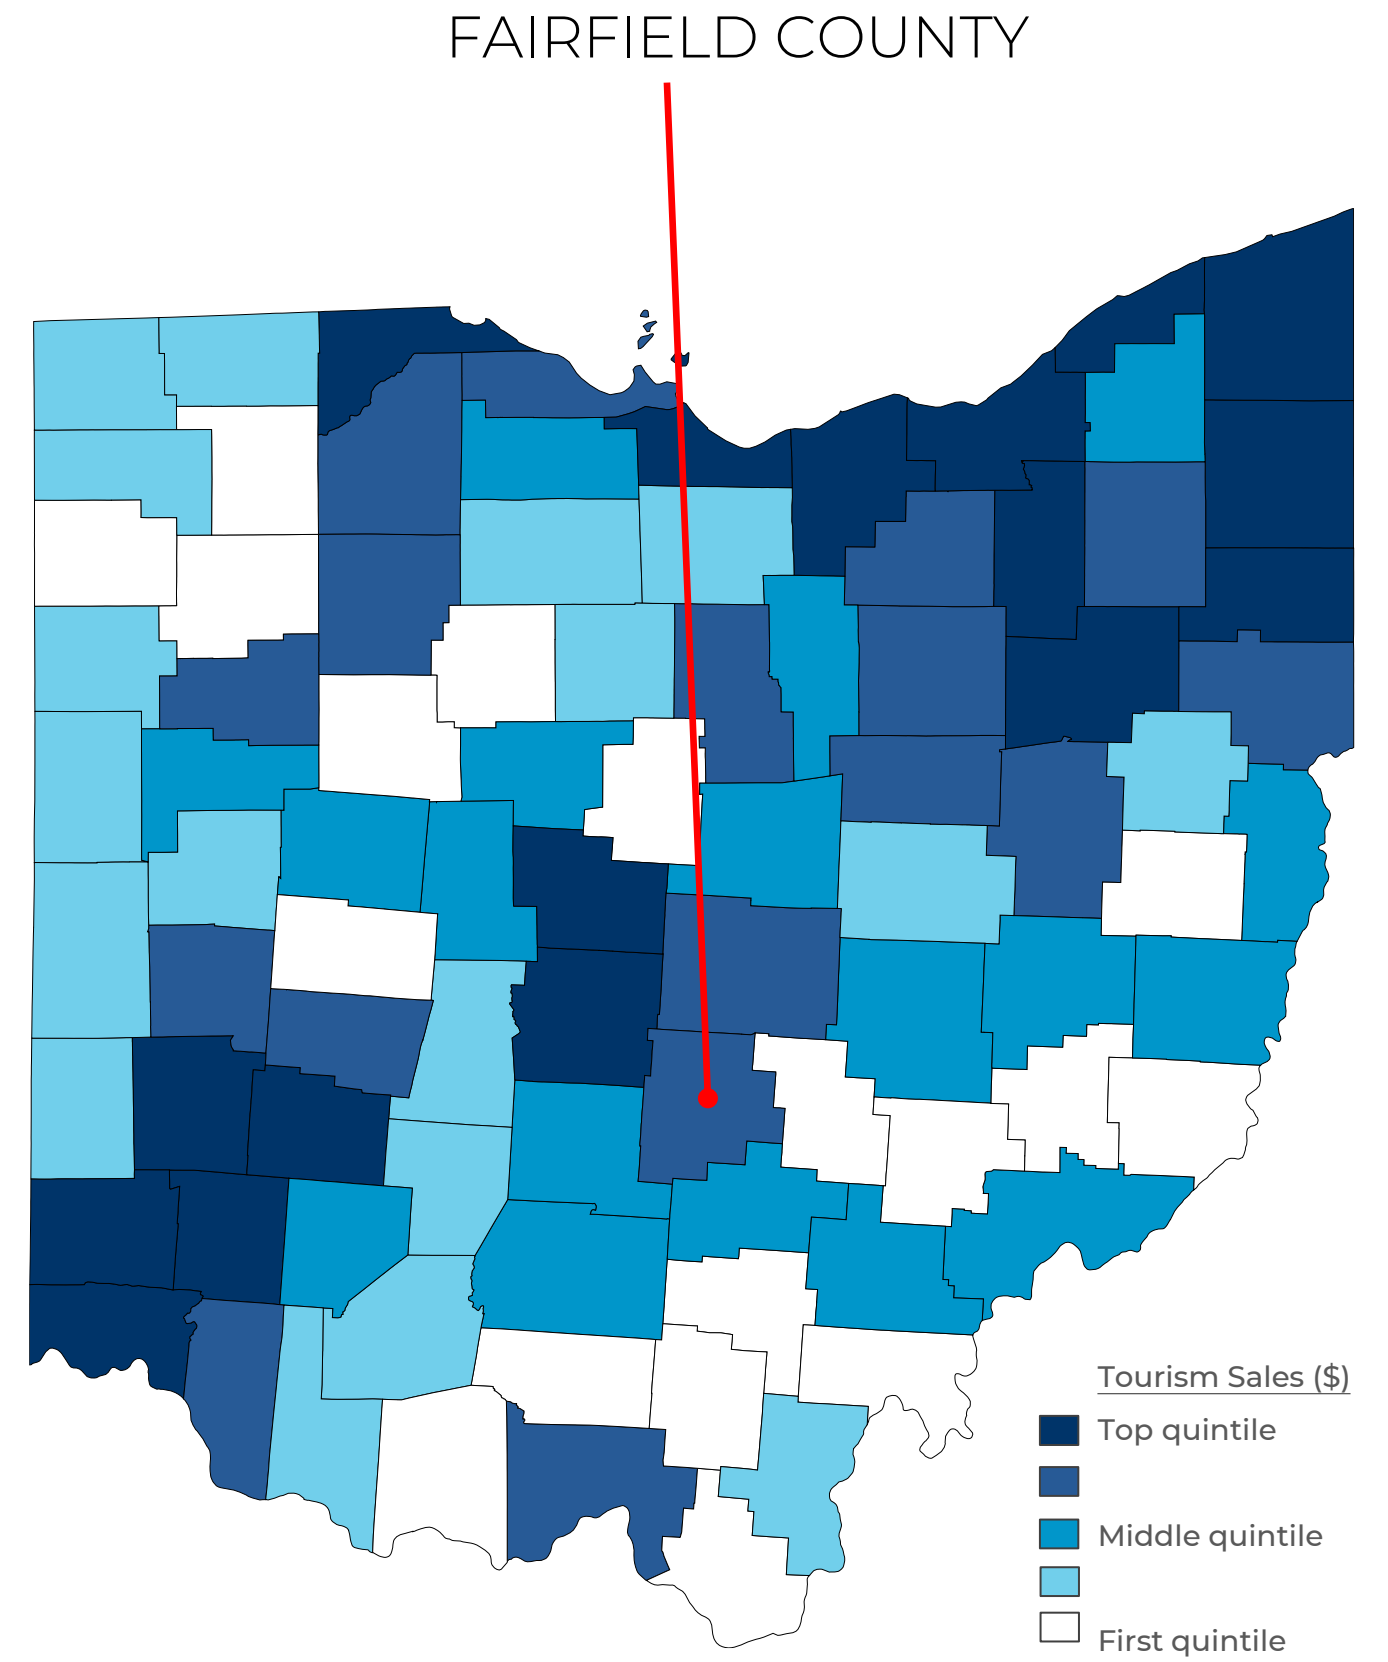 FAIRFIELD COUNTY
Tourism Sales ($)
Top quintile
Middle quintile
First quintile